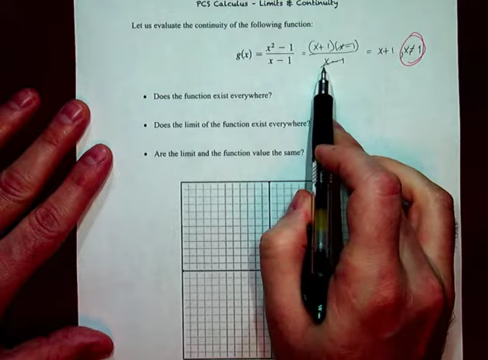 PCS Calculus - Limits & Continuity
Let us evaluate the continuity of the following function:
g(x) = x² - 1 / x - 1 = (x+1)(x-1) / x-1 = x+1, x≠1
• Does the function exist everywhere?
• Does the limit of the function exist everywhere?
• Are the limit and the function value the same?